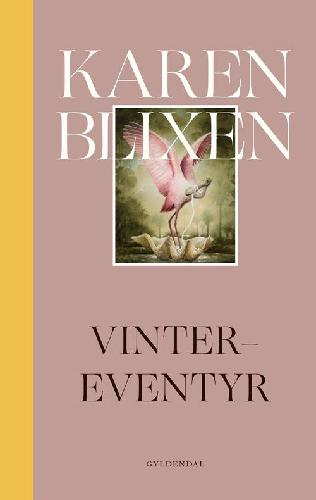 KAREN
BLIXEN
VINTER–
EVENTYR
GYLDENDAL